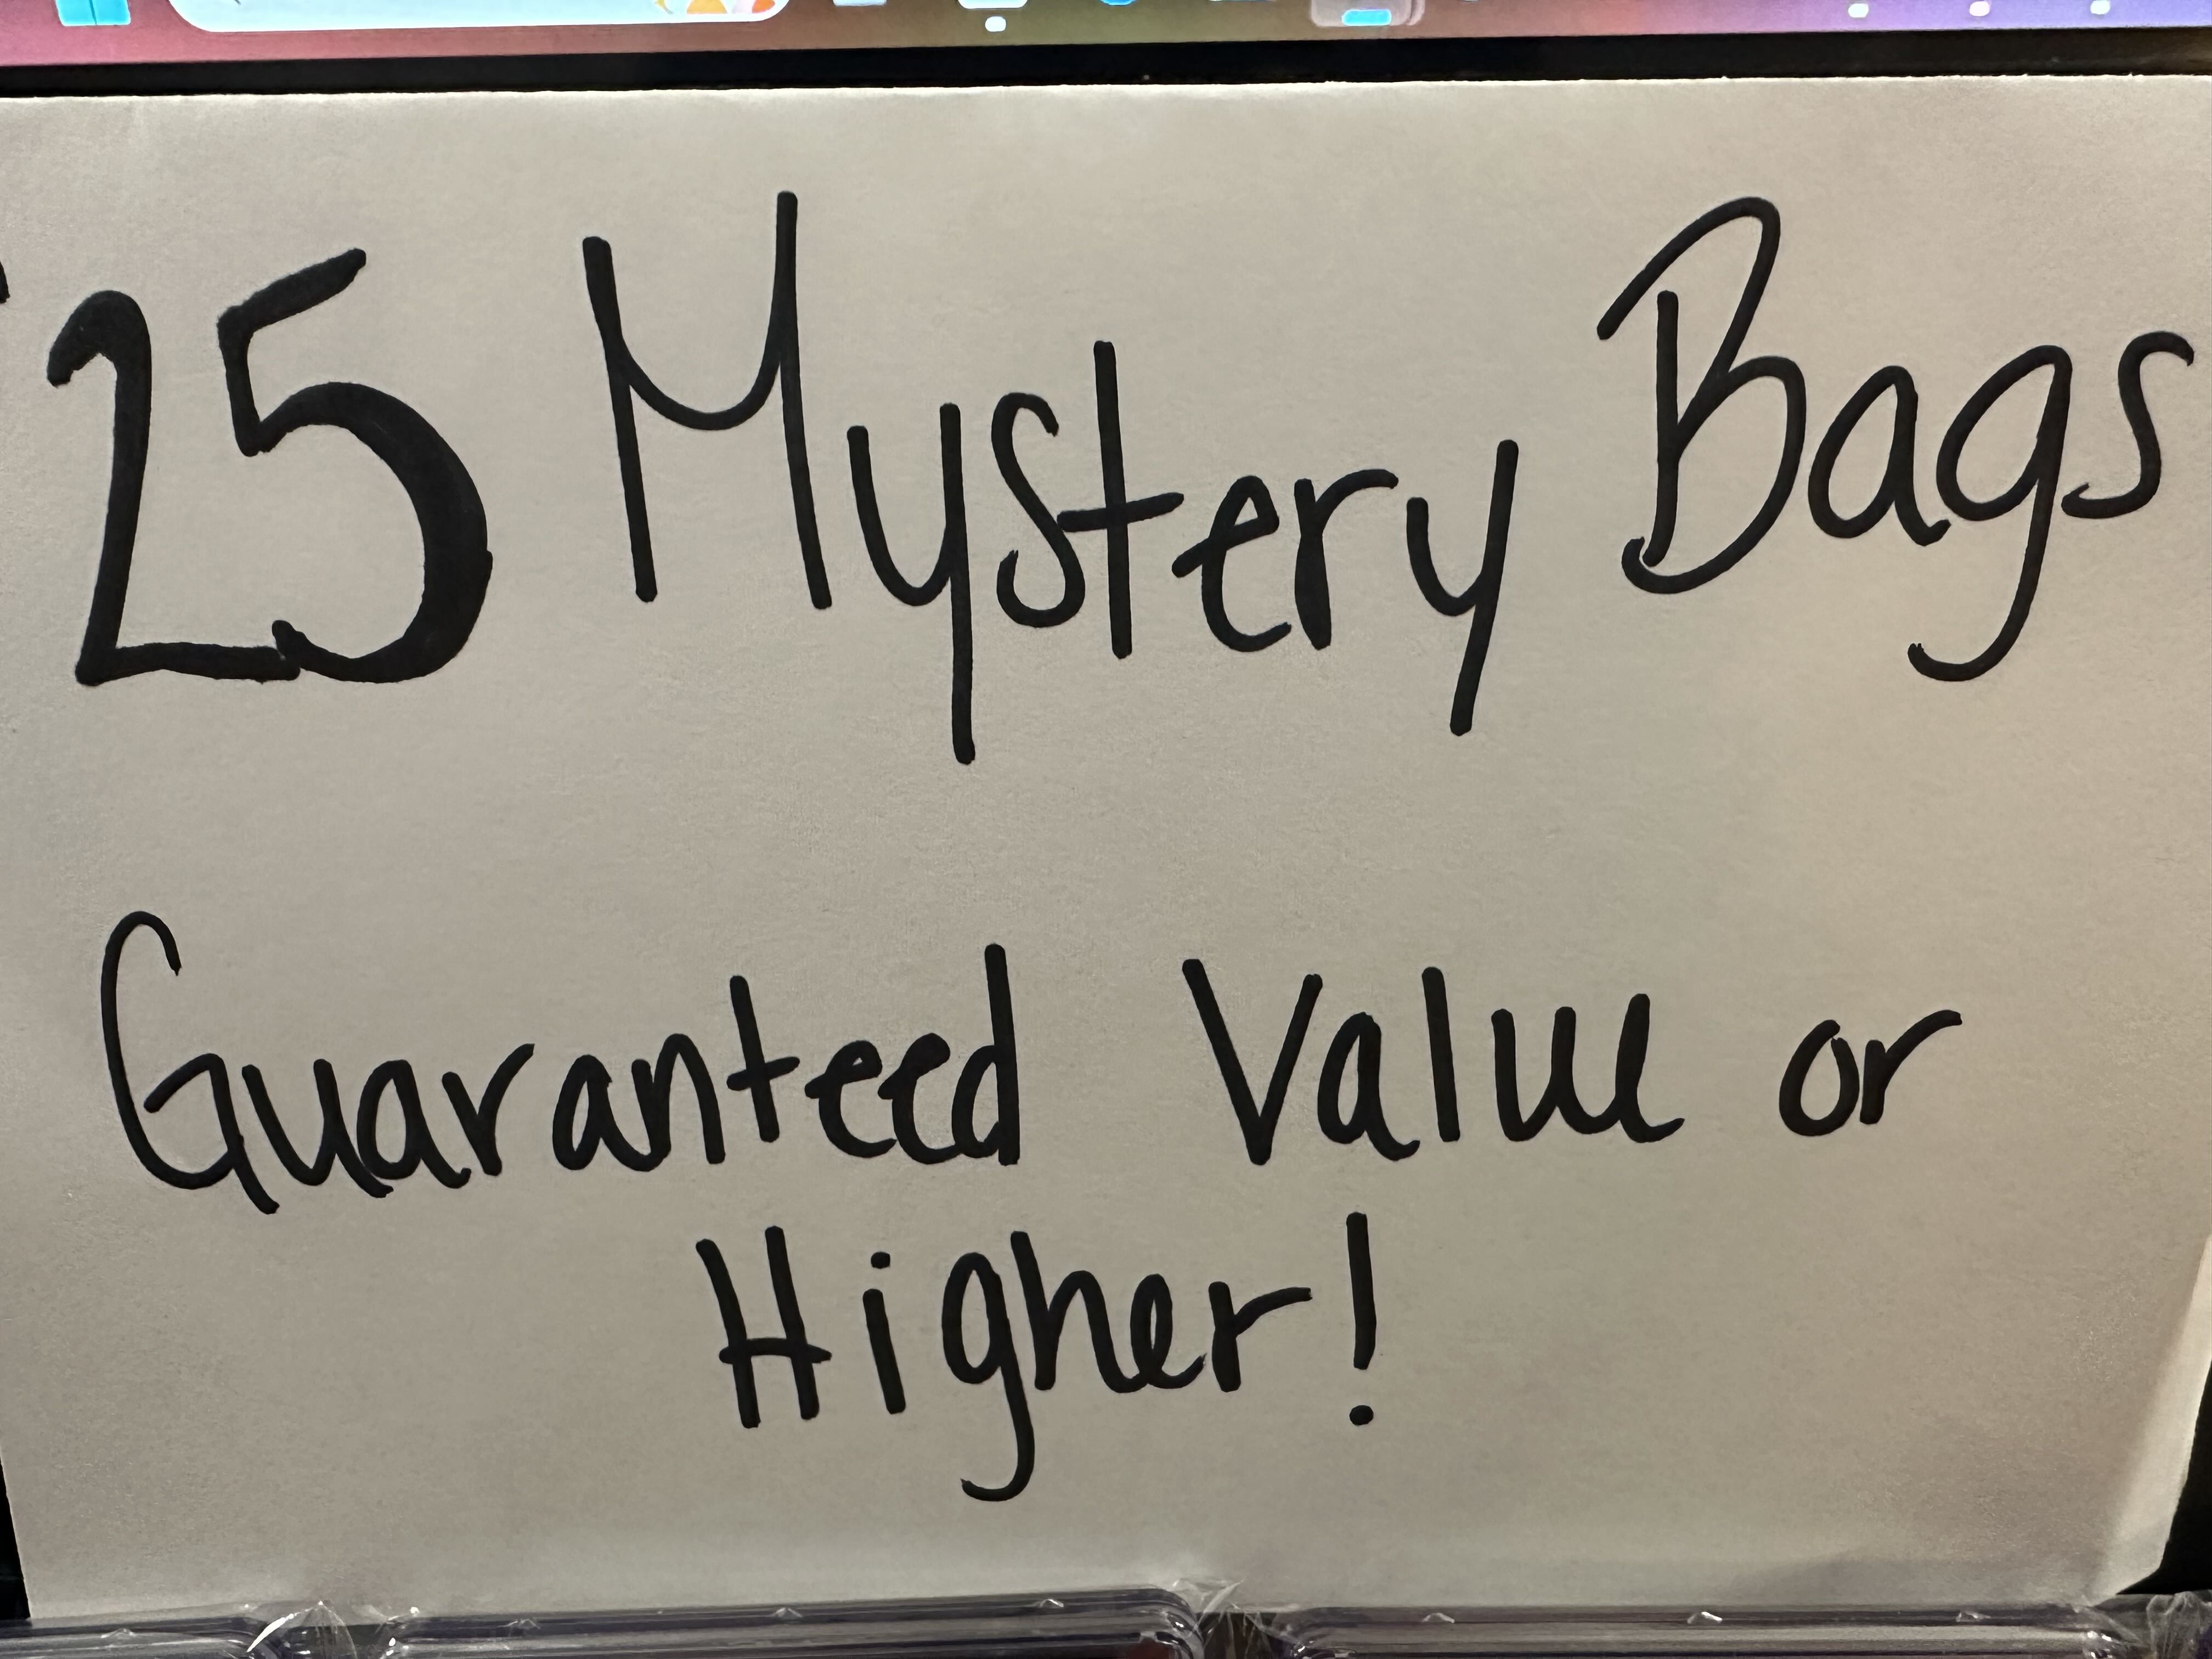 25 Mystery Bags
Guaranteed Value or
Higher!